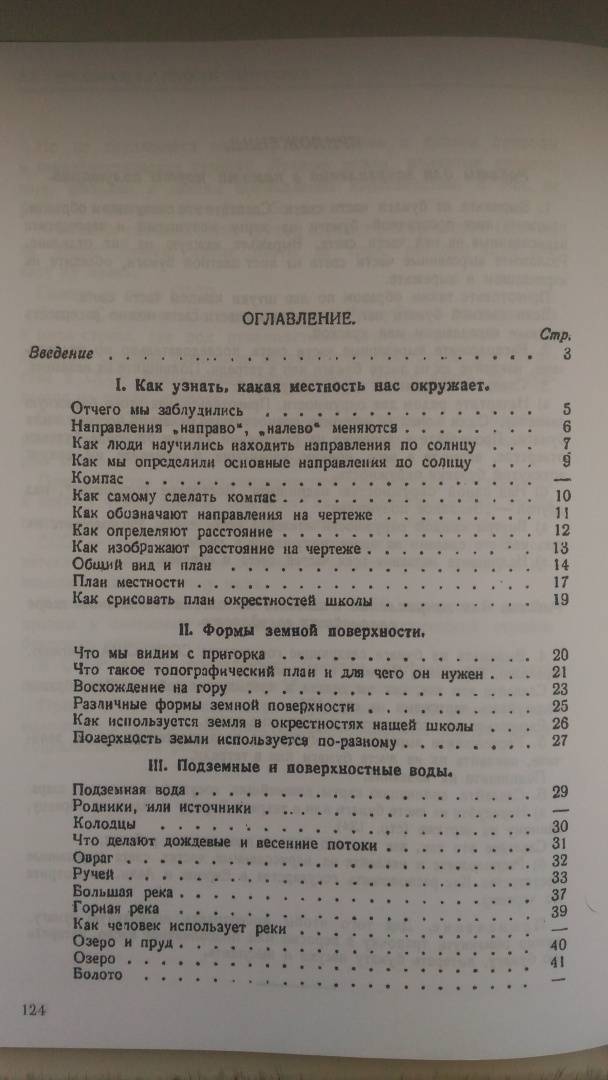 ОГЛАВЛЕНИЕ.
Стр.
Введение . . . . . . . . . . . . . . . . . 3
I. Как узнать, какая местность нас окружает.
Отчего мы заблудились . . . . . . . . . . . 5
Направления „направо“, „налево“ меняются . . . . . . . 6
Как люди научились находить направления по солнцу . . . 7
Как мы определили основные направления по солнцу . . . 9
Компас . . . . . . . . . . . . . . . . —
Как самому сделать компас . . . . . . . . . . . 10
Как обозначают направления на чертеже . . . . . . . 11
Как определяют расстояние . . . . . . . . . . . 12
Как изображают расстояние на чертеже . . . . . . . 13
Общий вид и план . . . . . . . . . . . . . 14
План местности . . . . . . . . . . . . . . 17
Как срисовать план окрестностей школы . . . . . . . 19
II. Формы земной поверхности.
Что мы видим с пригорка . . . . . . . . . . . 20
Что такое топографический план и для чего он нужен . . . 21
Восхождение на гору . . . . . . . . . . . . 23
Различные формы земной поверхности . . . . . . . . 25
Как используется земля в окрестностях нашей школы . . . 26
Поверхность земли используется по-разному . . . . . . 27
III. Подземные и поверхностные воды.
Подземная вода . . . . . . . . . . . . . . 29
Родники, или источники . . . . . . . . . . . —
Колодцы . . . . . . . . . . . . . . . 30
Что делают дождевые и весенние потоки . . . . . . . 31
Овраг . . . . . . . . . . . . . . . . 32
Ручей . . . . . . . . . . . . . . . . 33
Большая река . . . . . . . . . . . . . . 37
Горная река . . . . . . . . . . . . . . 39
Как человек использует реки . . . . . . . . . . —
Озеро и пруд . . . . . . . . . . . . . . 40
Озеро . . . . . . . . . . . . . . . . 41
Болото . . . . . . . . . . . . . . . —
124